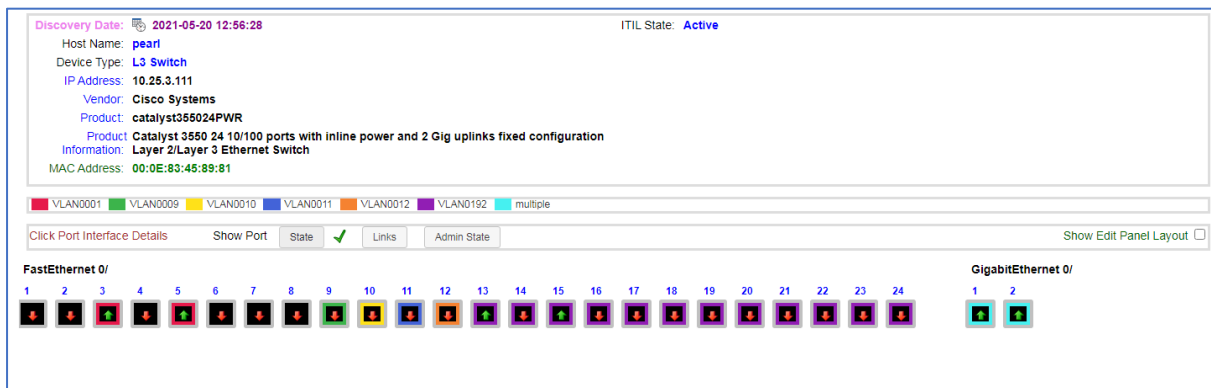 Discovery Date: 2021-05-20 12:56:28 ITIL State: Active
Host Name: pearl
Device Type: L3 Switch
IP Address: 10.25.3.111
Vendor: Cisco Systems
Product: catalyst355024PWR
Product Information: Catalyst 3550 24 10/100 ports with inline power and 2 Gig uplinks fixed configuration
Layer 2/Layer 3 Ethernet Switch
MAC Address: 00:0E:83:45:89:81
VLAN0001 VLAN0009 VLAN0010 VLAN0011 VLAN0012 VLAN0192 multiple
Click Port Interface Details Show Port State Links Admin State Show Edit Panel Layout
FastEthernet 0/ GigabitEthernet 0/
1 2 3 4 5 6 7 8 9 10 11 12 13 14 15 16 17 18 19 20 21 22 23 24 1 2